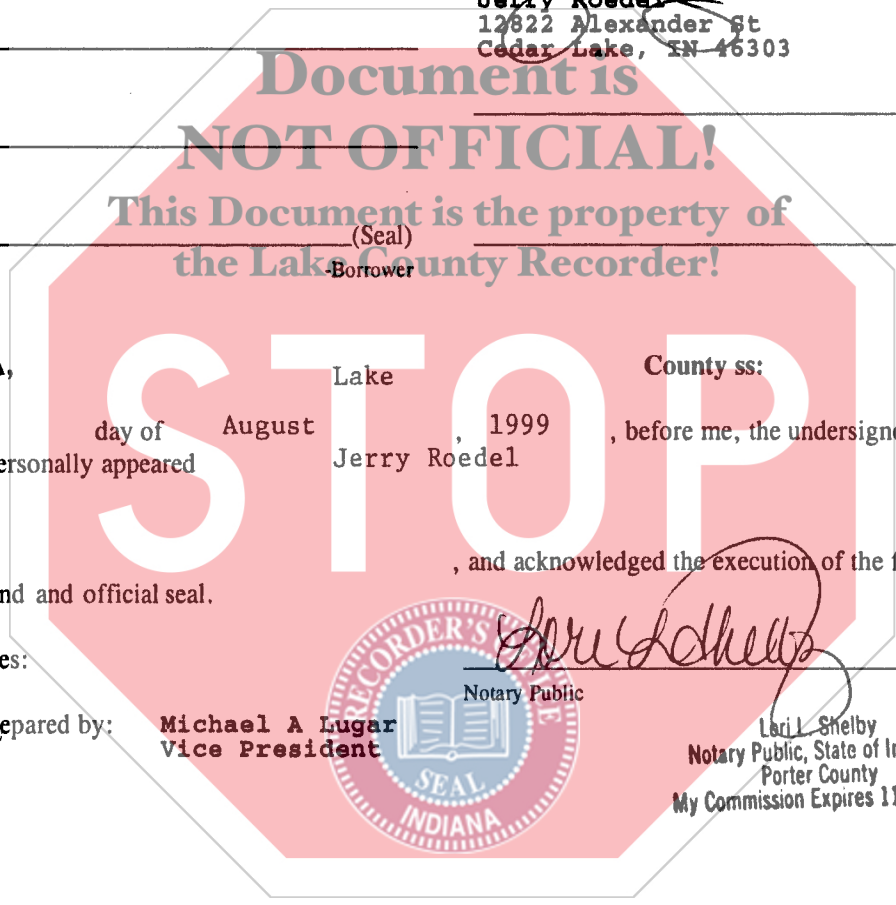 Jerry Roedel
12822 Alexander St
Cedar Lake, IN 46303
Document is
NOT OFFICIAL!
This Document is the property of
(Seal)
the Lake County Recorder!
-Borrower
STOP
Lake County ss:
day of August , 1999 , before me, the undersigne
ersonally appeared Jerry Roedel
, and acknowledged the execution of the f
nd and official seal.
es:
Notary Public
epared by: Michael A Lugar
Vice President
Lori L. Shelby
Notary Public, State of In
Porter County
My Commission Expires 11
RECORDER'S OFFICE
SEAL
INDIANA